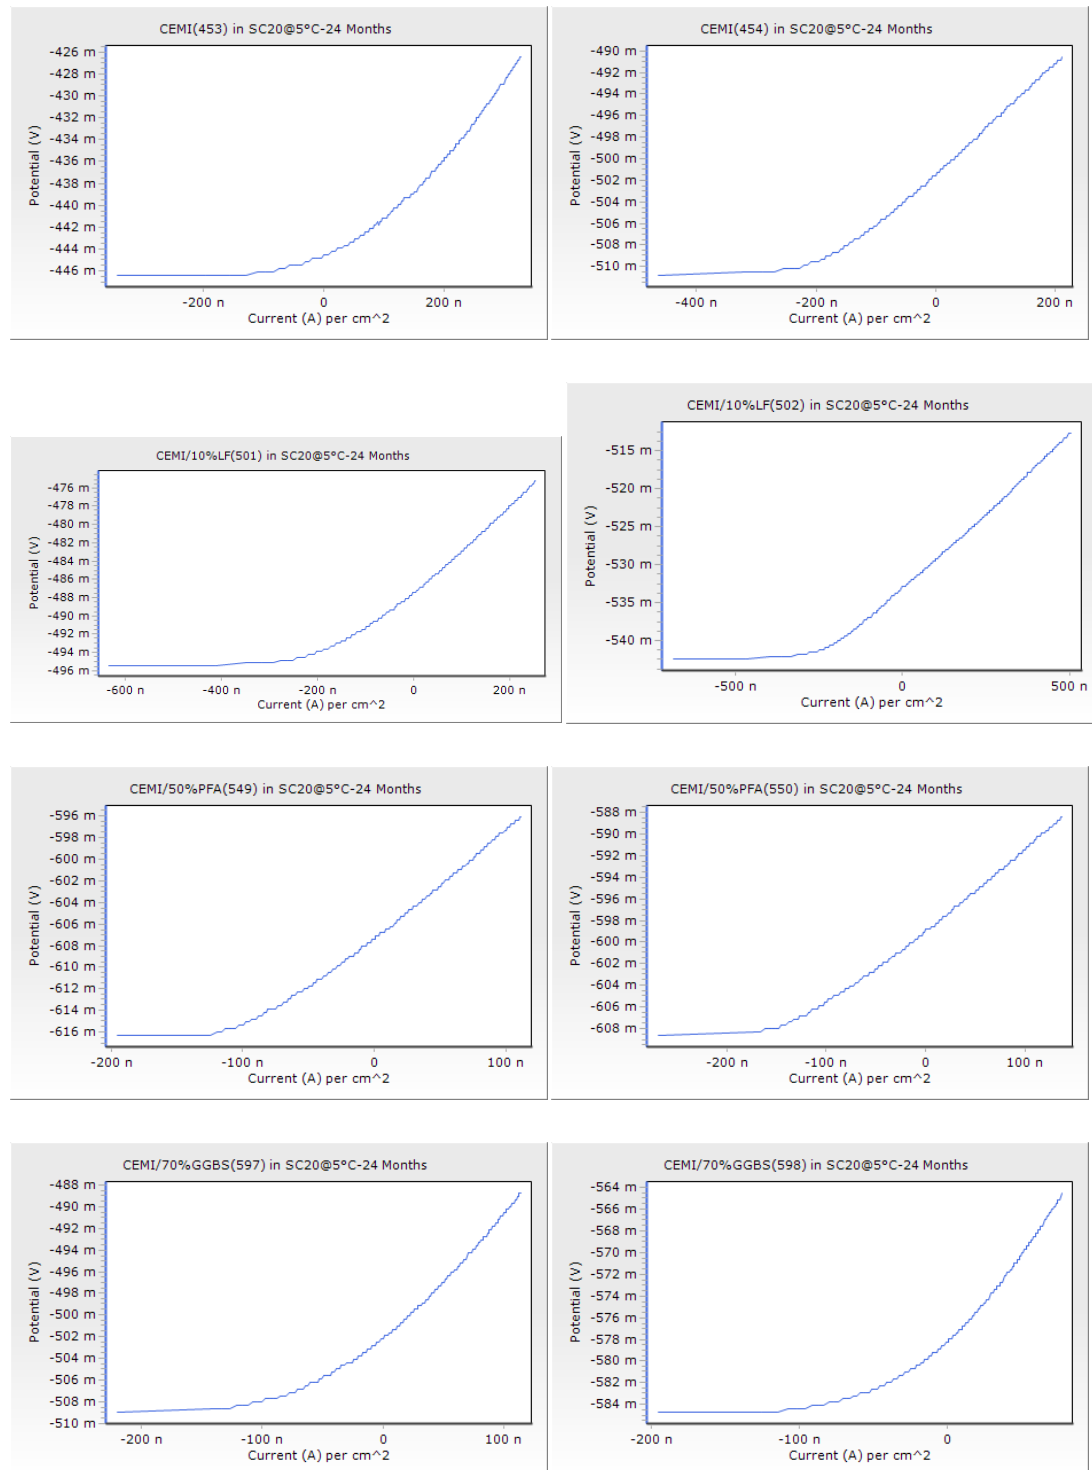 CEMI(453) in SC20@5°C-24 Months
-426 m
-428 m
-430 m
-432 m
-434 m
-436 m
-438 m
-440 m
-442 m
-444 m
-446 m
Potential (V)
-200 n 0 200 n
Current (A) per cm^2
CEMI(454) in SC20@5°C-24 Months
-490 m
-492 m
-494 m
-496 m
-498 m
-500 m
-502 m
-504 m
-506 m
-508 m
-510 m
Potential (V)
-400 n -200 n 0 200 n
Current (A) per cm^2
CEMI/10%LF(501) in SC20@5°C-24 Months
-476 m
-478 m
-480 m
-482 m
-484 m
-486 m
-488 m
-490 m
-492 m
-494 m
-496 m
Potential (V)
-600 n -400 n -200 n 0 200 n
Current (A) per cm^2
CEMI/10%LF(502) in SC20@5°C-24 Months
-515 m
-520 m
-525 m
-530 m
-535 m
-540 m
Potential (V)
-500 n 0 500 n
Current (A) per cm^2
CEMI/50%PFA(549) in SC20@5°C-24 Months
-596 m
-598 m
-600 m
-602 m
-604 m
-606 m
-608 m
-610 m
-612 m
-614 m
-616 m
Potential (V)
-200 n -100 n 0 100 n
Current (A) per cm^2
CEMI/50%PFA(550) in SC20@5°C-24 Months
-588 m
-590 m
-592 m
-594 m
-596 m
-598 m
-600 m
-602 m
-604 m
-606 m
-608 m
Potential (V)
-200 n -100 n 0 100 n
Current (A) per cm^2
CEMI/70%GGBS(597) in SC20@5°C-24 Months
-488 m
-490 m
-492 m
-494 m
-496 m
-498 m
-500 m
-502 m
-504 m
-506 m
-508 m
-510 m
Potential (V)
-200 n -100 n 0 100 n
Current (A) per cm^2
CEMI/70%GGBS(598) in SC20@5°C-24 Months
-564 m
-566 m
-568 m
-570 m
-572 m
-574 m
-576 m
-578 m
-580 m
-582 m
-584 m
Potential (V)
-200 n -100 n 0
Current (A) per cm^2